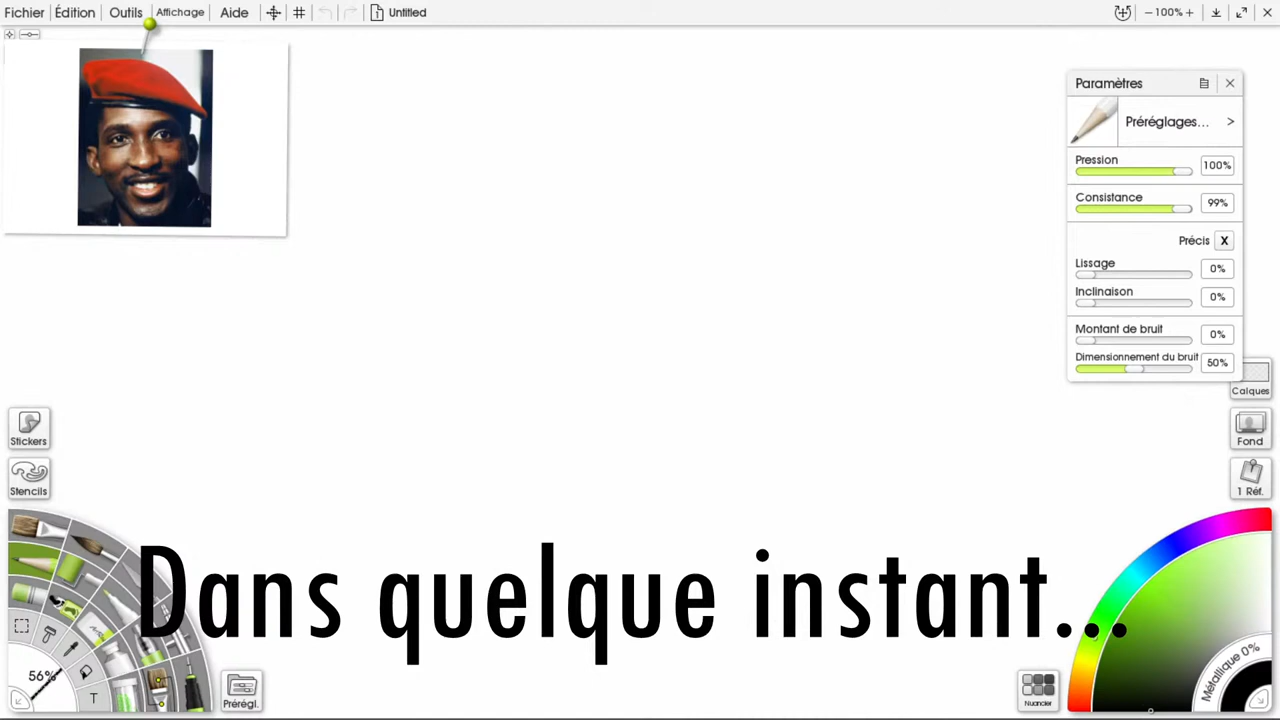 Fichier Édition Outils Affichage Aide Untitled −100%+
Paramètres
Préréglages... >
Pression
100%
Consistance
99%
Précis X
Lissage
0%
Inclinaison
0%
Montant de bruit
0%
Dimensionnement du bruit
50%
Calques
Stickers
Fond
Stencils
1 Réf.
Dans quelque instant...
56%
T
Prérégl.
Nuancier
Métallique 0%